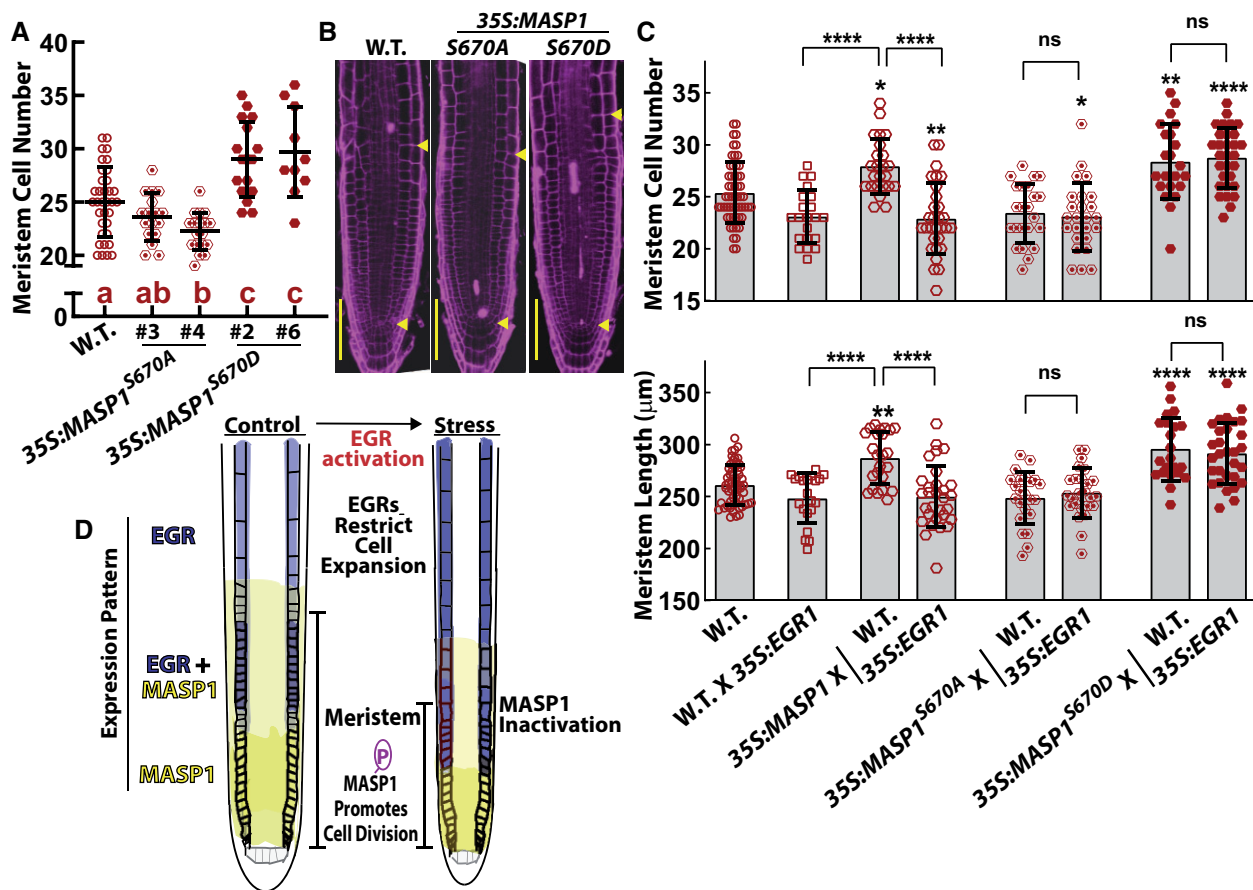 A
Meristem Cell Number
40
35
30
25
20
0
a ab b c c
W.T. #3 #4 #2 #6
35S:MASP1S670A
35S:MASP1S670D
B
35S:MASP1
W.T. S670A S670D
C
Meristem Cell Number
35
30
25
20
15
**** ****
* **
ns
*
ns
** ****
Meristem Length (μm)
350
300
250
200
150
**** ****
**
ns
ns
**** ****
W.T.
W.T. X 35S:EGR1
35S:MASP1 X W.T.
35S:EGR1
35S:MASP1S670A X W.T.
35S:EGR1
35S:MASP1S670D X W.T.
35S:EGR1
D
Expression Pattern
EGR
EGR +
MASP1
MASP1
Control
Stress
EGR
activation
EGRs
Restrict
Cell
Expansion
Meristem
P
MASP1
Promotes
Cell Division
MASP1
Inactivation